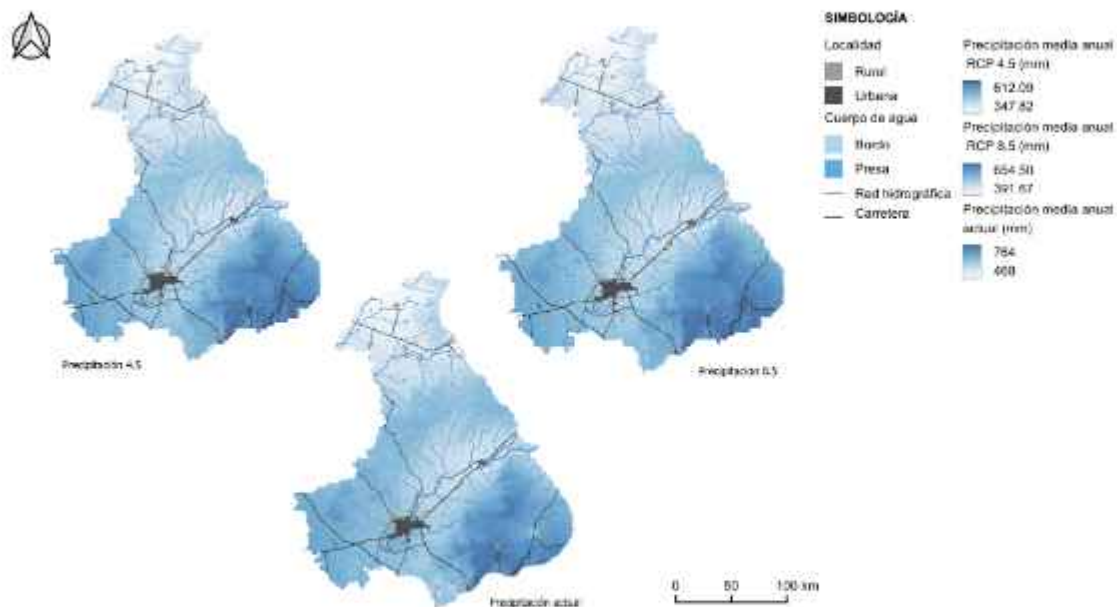 SIMBOLOGÍA
Localidad
Rural
Urbana
Cuerpo de agua
Bordo
Presa
Red hidrográfica
Carretera
Precipitación media anual
RCP 4.5 (mm)
612.09
347.82
Precipitación media anual
RCP 8.5 (mm)
654.50
391.67
Precipitación media anual
actual (mm)
764
468
Precipitación 4.5
Precipitación 8.5
Precipitación actual
0 50 100 km